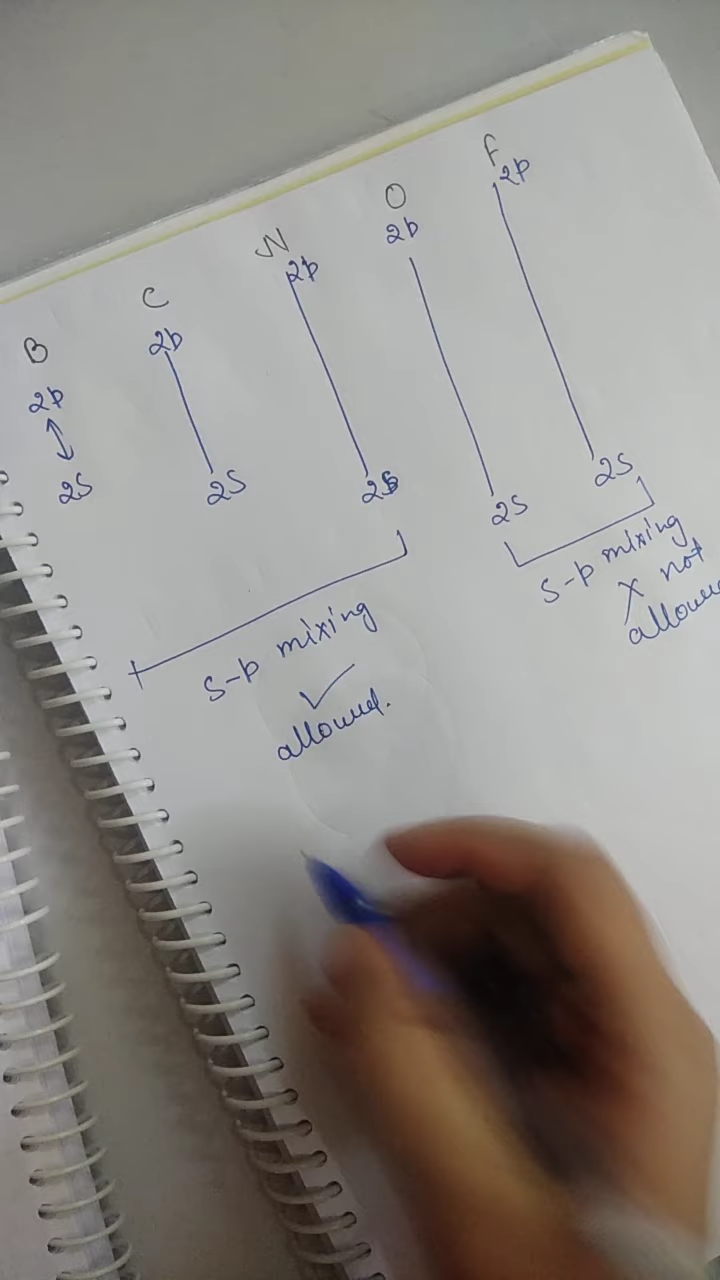 B C N O F
2p 2p 2p 2p 2p
2s 2s 2s 2s 2s
s-p mixing
✓
allowed.
s-p mixing
X not
allowed